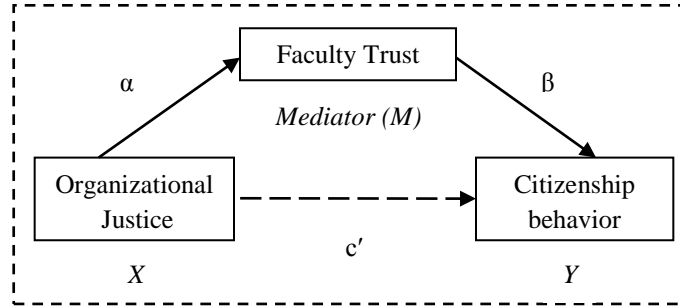 Faculty Trust
α
β
Mediator (M)
Organizational
Justice
Citizenship
behavior
c′
X
Y